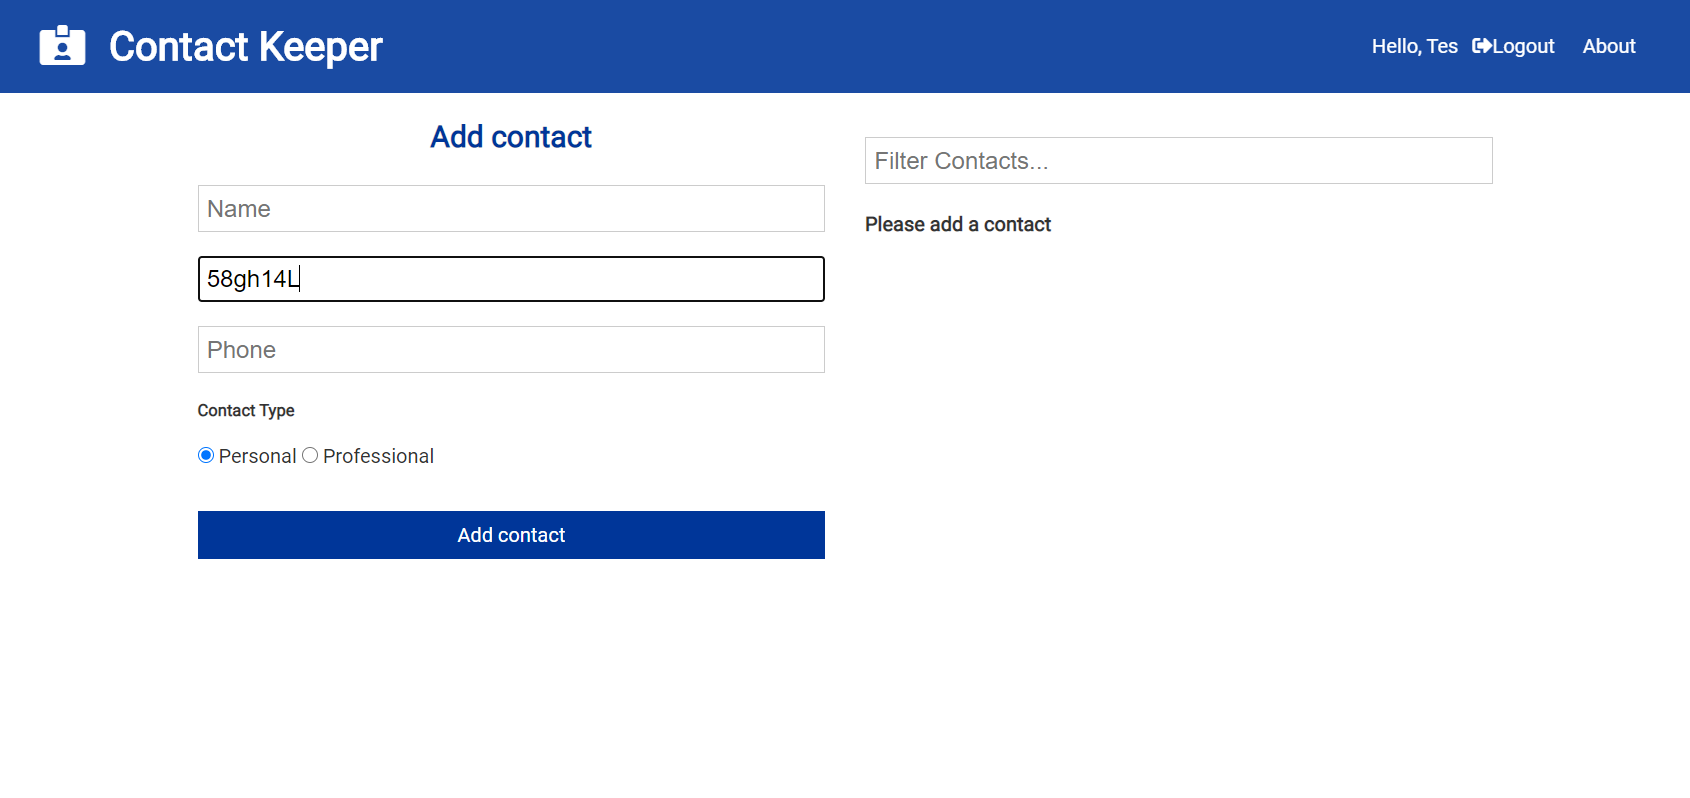 Contact Keeper
Hello, Tes Logout About
Add contact
Name
58gh14L
Phone
Contact Type
Personal Professional
Add contact
Filter Contacts...
Please add a contact